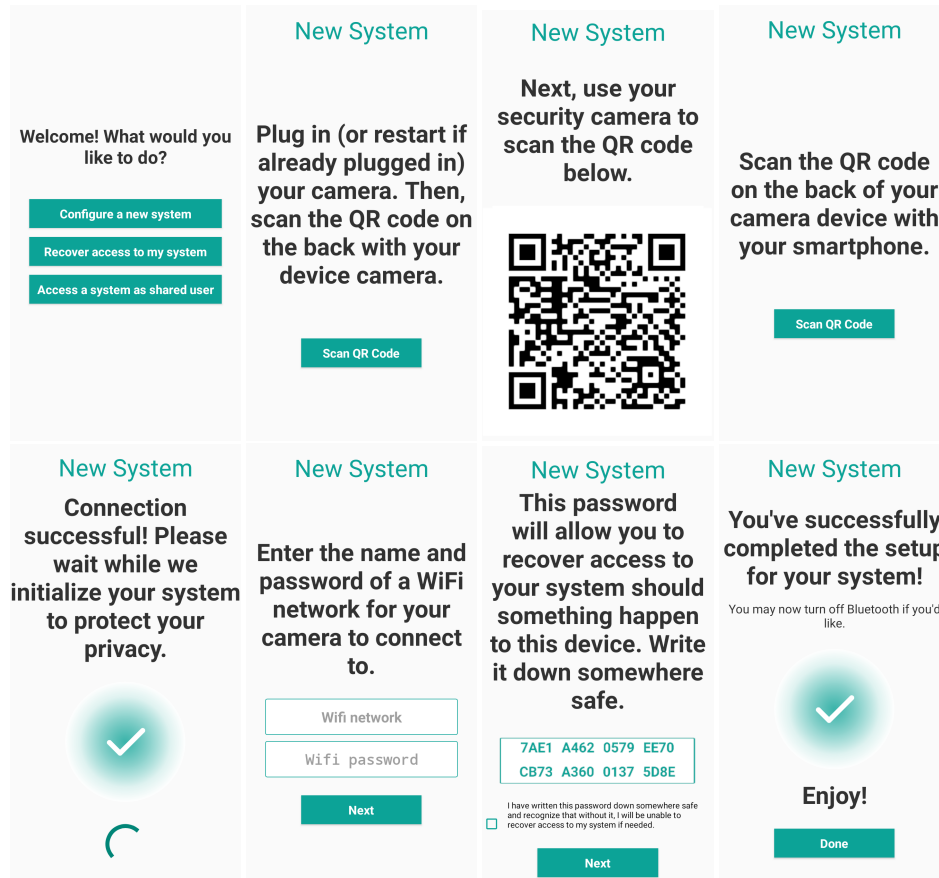 Welcome! What would you
like to do?
Configure a new system
Recover access to my system
Access a system as shared user
New System
Plug in (or restart if
already plugged in)
your camera. Then,
scan the QR code on
the back with your
device camera.
Scan QR Code
New System
Next, use your
security camera to
scan the QR code
below.
New System
Scan the QR code
on the back of your
camera device with
your smartphone.
Scan QR Code
New System
Connection
successful! Please
wait while we
initialize your system
to protect your
privacy.
New System
Enter the name and
password of a WiFi
network for your
camera to connect
to.
Wifi network
Wifi password
Next
New System
This password
will allow you to
recover access to
your system should
something happen
to this device. Write
it down somewhere
safe.
7AE1 A462 0579 EE70
CB73 A360 0137 5D8E
I have written this password down somewhere safe
and recognize that without it, I will be unable to
recover access to my system if needed.
Next
New System
You've successfully
completed the setup
for your system!
You may now turn off Bluetooth if you'd
like.
Enjoy!
Done